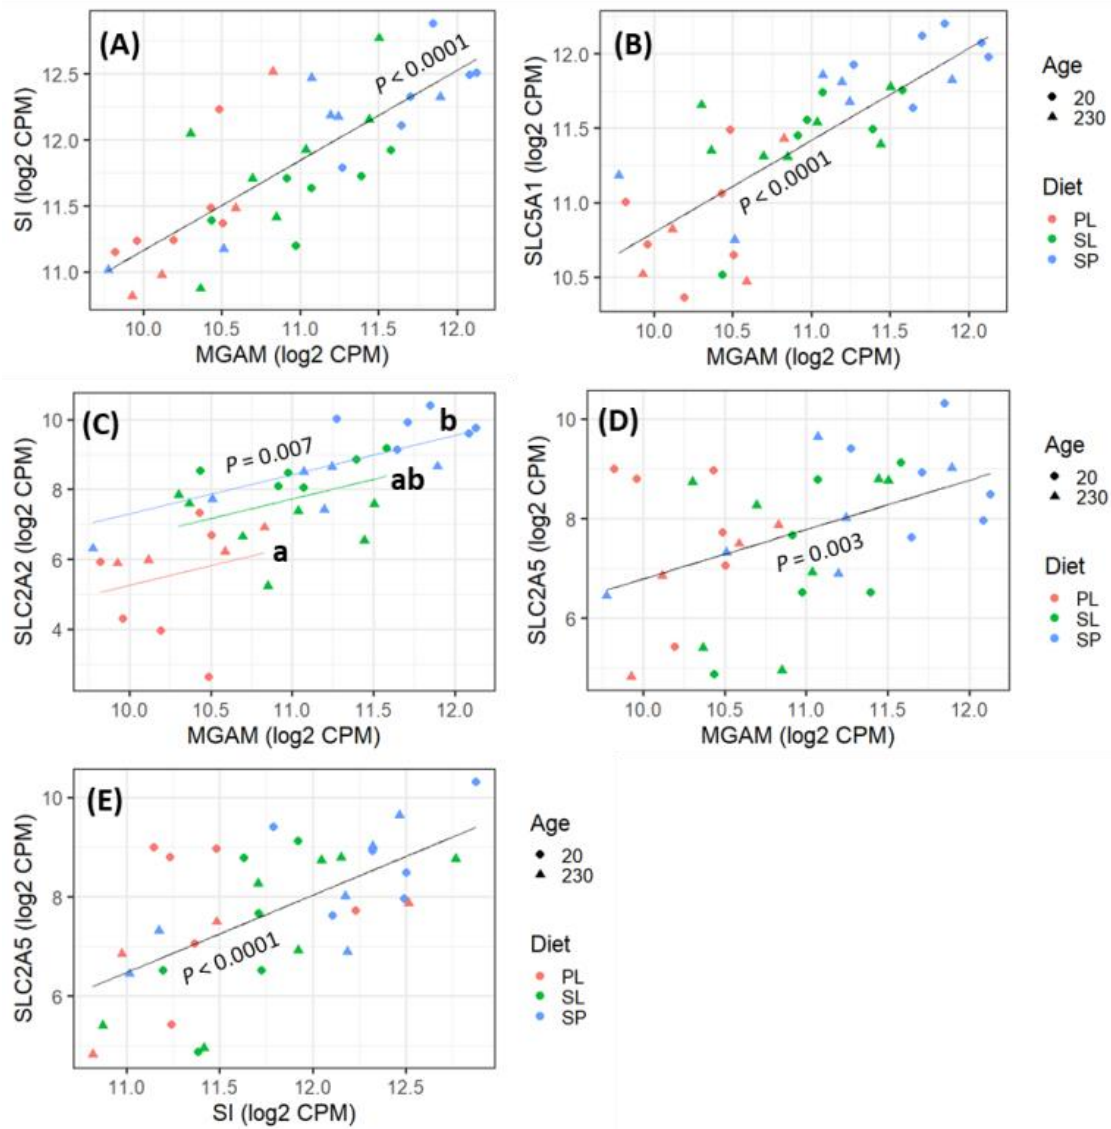 (A)
P < 0.0001
12.5
12.0
11.5
11.0
SI (log2 CPM)
10.0 10.5 11.0 11.5 12.0
MGAM (log2 CPM)
(B)
P < 0.0001
12.0
11.5
11.0
10.5
SLC5A1 (log2 CPM)
10.0 10.5 11.0 11.5 12.0
MGAM (log2 CPM)
Age
20
230
Diet
PL
SL
SP
(C)
P = 0.007
b
ab
a
10
8
6
4
SLC2A2 (log2 CPM)
10.0 10.5 11.0 11.5 12.0
MGAM (log2 CPM)
(D)
P = 0.003
10
8
6
SLC2A5 (log2 CPM)
10.0 10.5 11.0 11.5 12.0
MGAM (log2 CPM)
Age
20
230
Diet
PL
SL
SP
(E)
P < 0.0001
10
8
6
SLC2A5 (log2 CPM)
11.0 11.5 12.0 12.5
SI (log2 CPM)
Age
20
230
Diet
PL
SL
SP